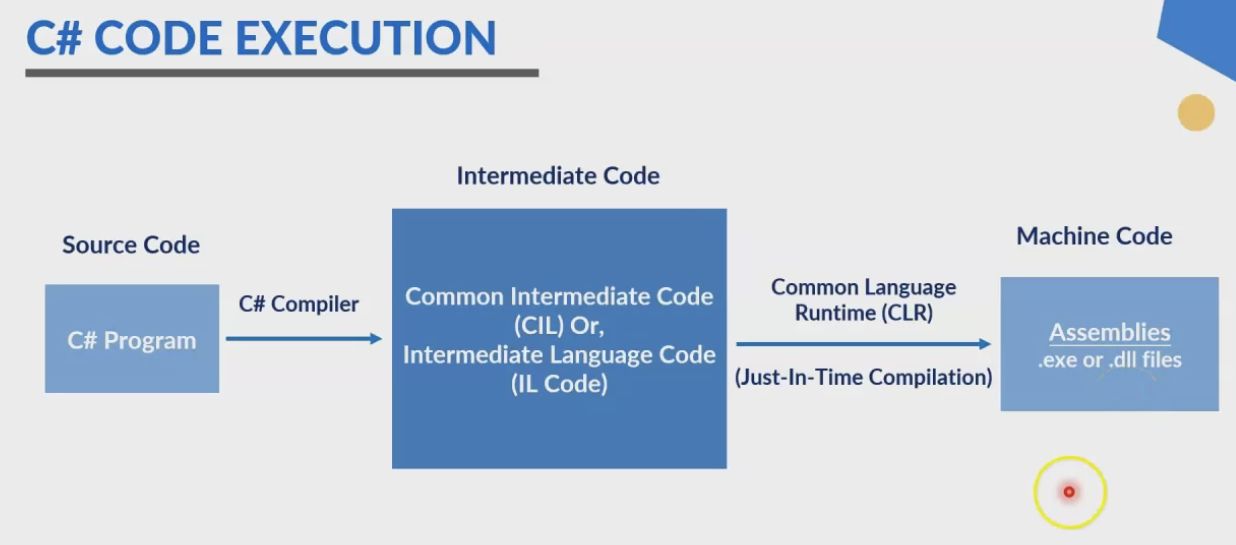 C# CODE EXECUTION
Source Code
C# Program
C# Compiler
Intermediate Code
Common Intermediate Code
(CIL) Or,
Intermediate Language Code
(IL Code)
Common Language
Runtime (CLR)
(Just-In-Time Compilation)
Machine Code
Assemblies
.exe or .dll files